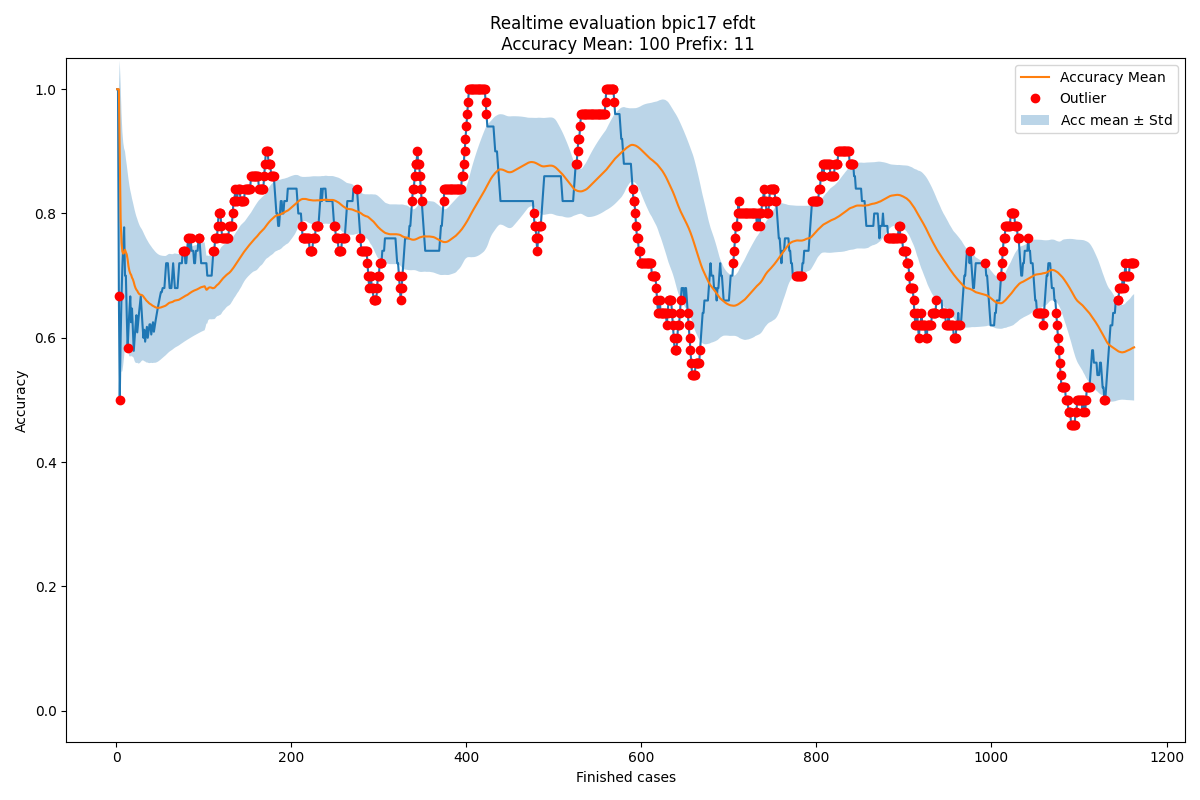 Realtime evaluation bpic17 efdt
Accuracy Mean: 100 Prefix: 11
Accuracy Mean
Outlier
Acc mean ± Std
1.0
0.8
0.6
0.4
0.2
0.0
Accuracy
0
200
400
600
800
1000
1200
Finished cases